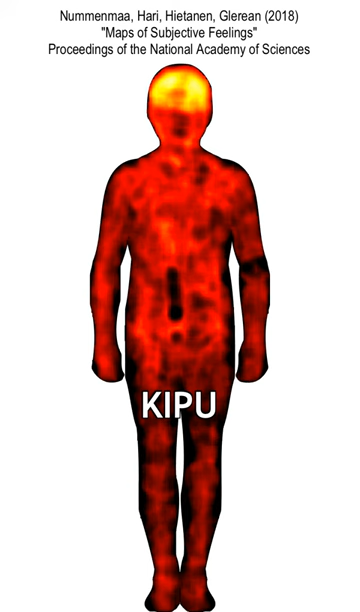 Nummenmaa, Hari, Hietanen, Glerean (2018)
"Maps of Subjective Feelings"
Proceedings of the National Academy of Sciences
KIPU